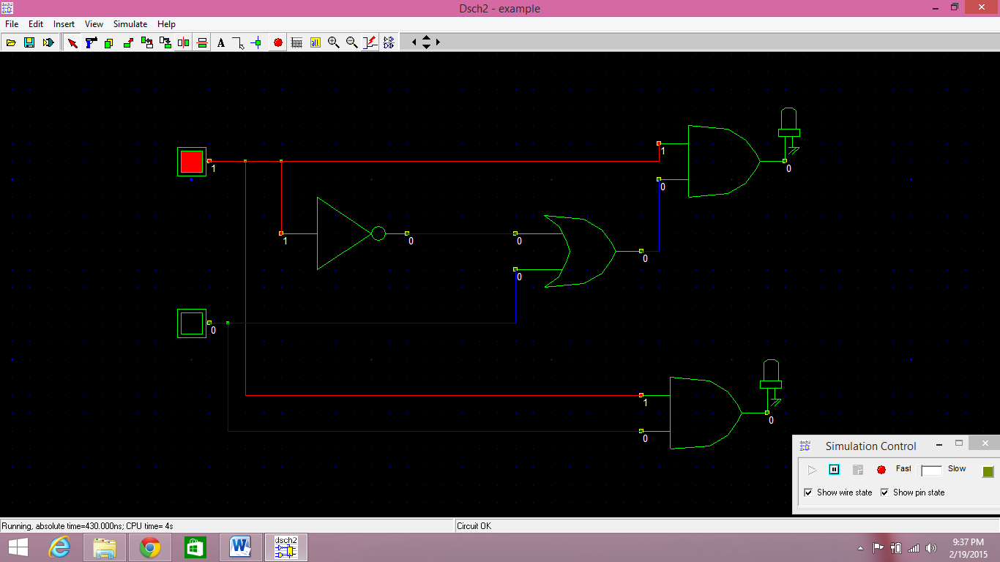 dsch2
Dsch2 - example
File Edit Insert View Simulate Help
A
1
1
0
0
1
0
0
0
0
0
1
0
0
dsch2
Simulation Control
Fast
Slow
Show wire state
Show pin state
Running, absolute time=430.000ns; CPU time= 4s
Circuit OK
dsch2
9:37 PM
2/19/2015